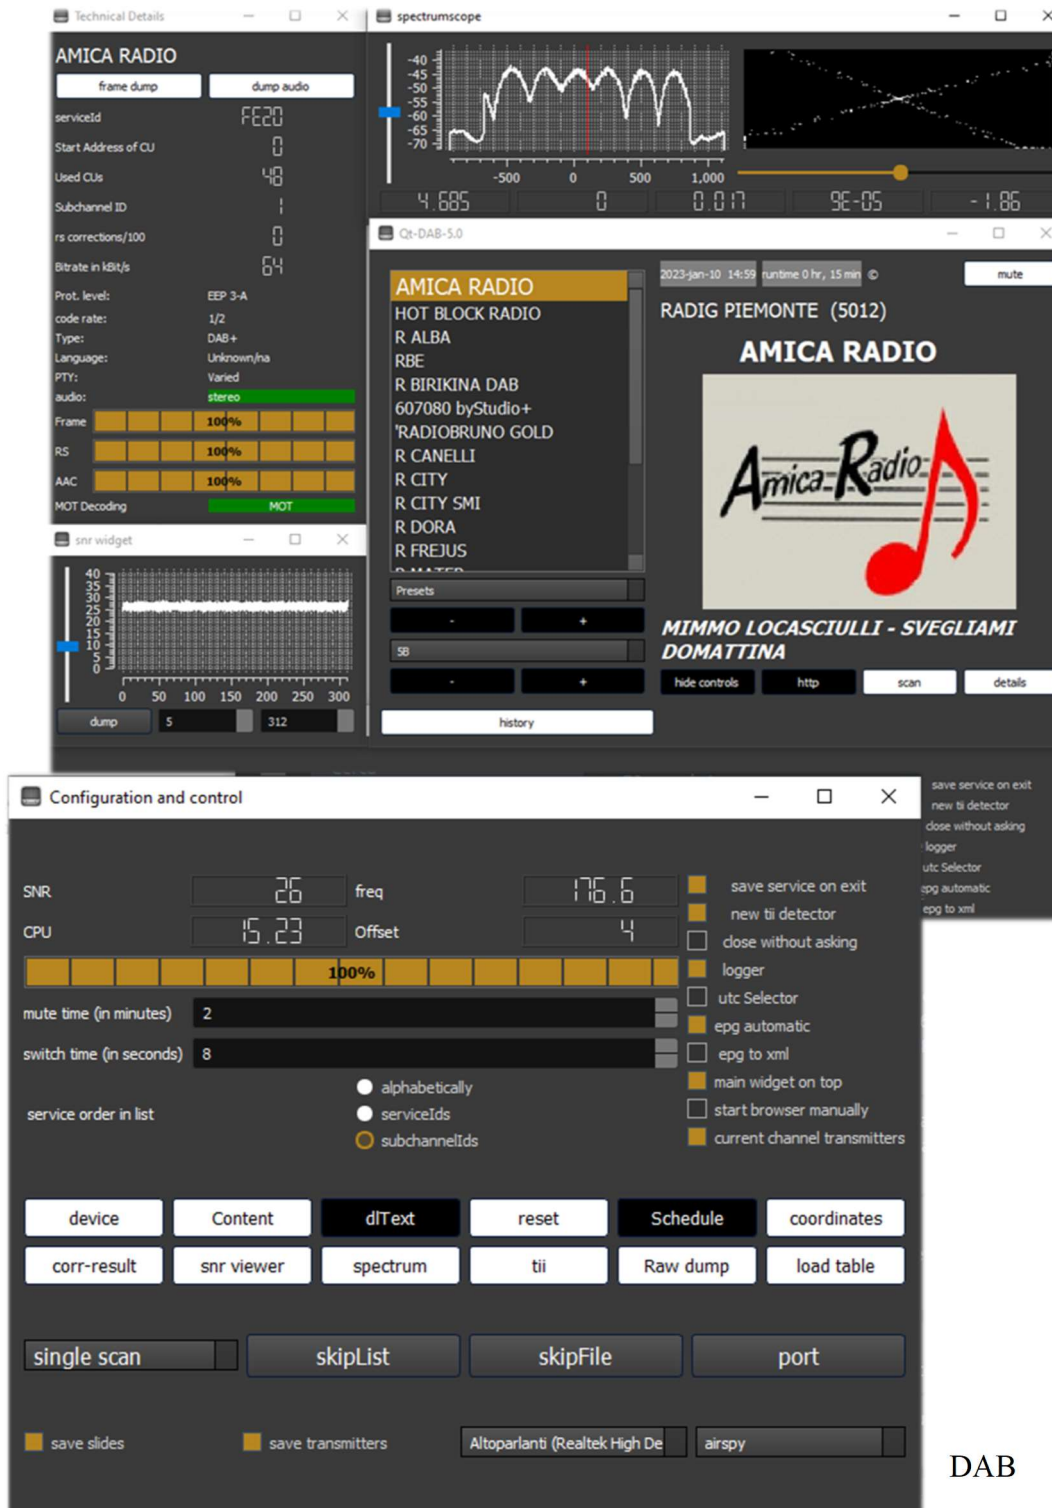 Technical Details
AMICA RADIO
frame dump dump audio
serviceId FE20
Start Address of CU 0
Used CUs 48
Subchannel ID 1
rs corrections/100 0
Bitrate in kBit/s 64
Prot. level: EEP 3-A
code rate: 1/2
Type: DAB+
Language: Unknown/na
PTY: Varied
audio: stereo
Frame 100%
RS 100%
AAC 100%
MOT Decoding MOT
spectrumscope
-40
-45
-50
-55
-60
-65
-70
-500 0 500 1,000
4.685 0 0.017 9E-05 -1.86
Qt-DAB-5.0
AMICA RADIO
HOT BLOCK RADIO
R ALBA
RBE
R BIRIKINA DAB
607080 byStudio+
'RADIOBRUNO GOLD
R CANELLI
R CITY
R CITY SMI
R DORA
R FREJUS
Presets
- +
5B
- +
history
2023-jan-10 14:59 runtime 0 hr, 15 min © mute
RADIG PIEMONTE (5012)
AMICA RADIO
Amica Radio
MIMMO LOCASCIULLI - SVEGLIAMI
DOMATTINA
hide controls http scan details
snr widget
40
35
30
25
20
15
10
5
0
0 50 100 150 200 250 300
dump 5 312
save service on exit
new tii detector
close without asking
logger
utc Selector
epg automatic
epg to xml
Configuration and control
SNR 26 freq 176.6
CPU 15.23 Offset 4
100%
mute time (in minutes) 2
switch time (in seconds) 8
service order in list
alphabetically
serviceIds
subchannelIds
save service on exit
new tii detector
close without asking
logger
utc Selector
epg automatic
epg to xml
main widget on top
start browser manually
current channel transmitters
device Content dlText reset Schedule coordinates
corr-result snr viewer spectrum tii Raw dump load table
single scan skipList skipFile port
save slides save transmitters Altoparlanti (Realtek High De airspy
DAB